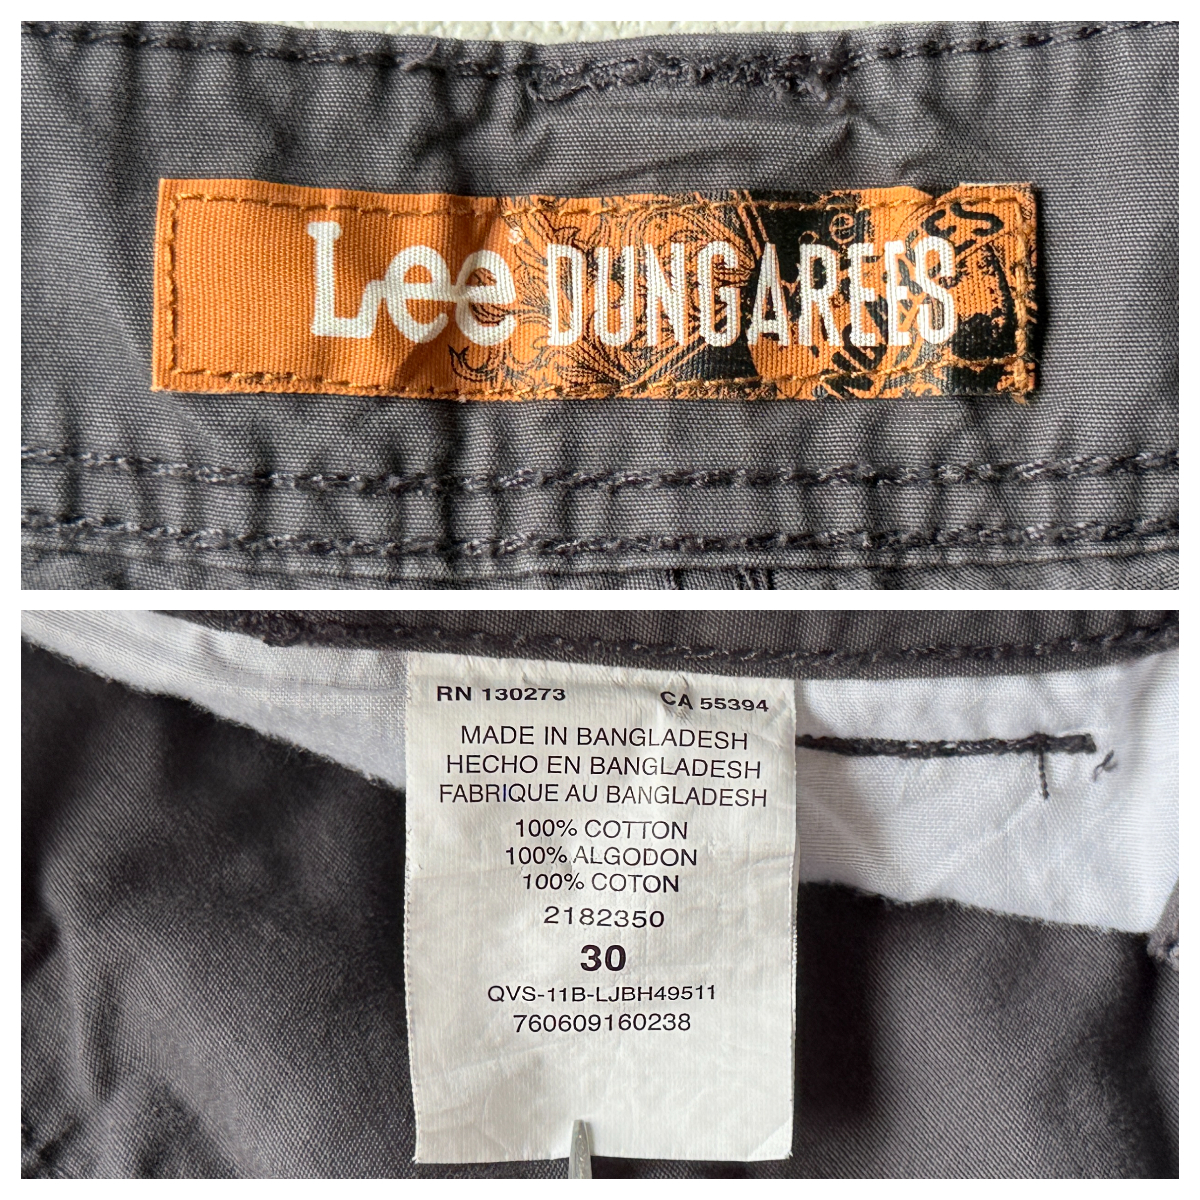 Lee DUNGAREES
RN 130273 CA 55394
MADE IN BANGLADESH
HECHO EN BANGLADESH
FABRIQUE AU BANGLADESH
100% COTTON
100% ALGODON
100% COTON
2182350
30
QVS-11B-LJBH49511
760609160238